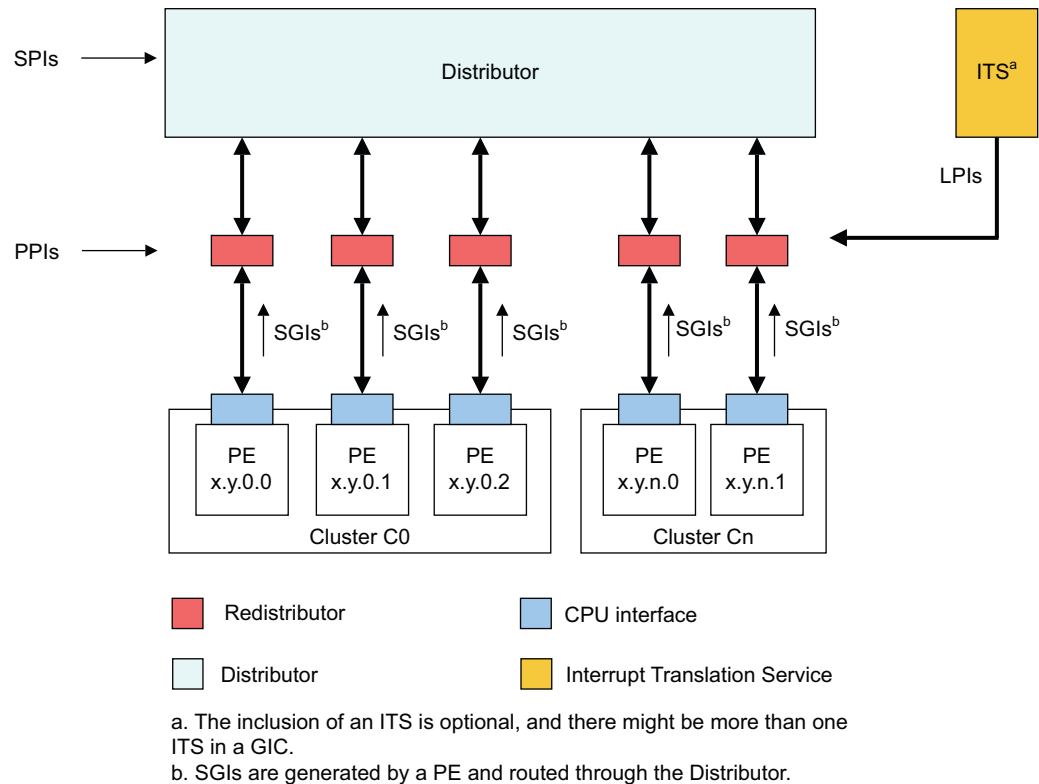 SPIs
Distributor
ITSa
LPIs
PPIs
SGIsb
SGIsb
SGIsb
SGIsb
SGIsb
PE
x.y.0.0
PE
x.y.0.1
PE
x.y.0.2
PE
x.y.n.0
PE
x.y.n.1
Cluster C0
Cluster Cn
Redistributor
CPU interface
Distributor
Interrupt Translation Service
a. The inclusion of an ITS is optional, and there might be more than one
ITS in a GIC.
b. SGIs are generated by a PE and routed through the Distributor.